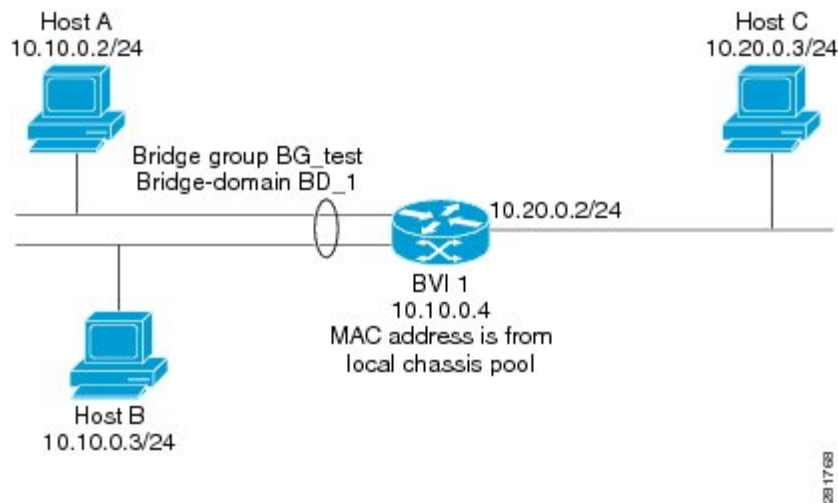 Host A
10.10.0.2/24
Host C
10.20.0.3/24
Bridge group BG_test
Bridge-domain BD_1
10.20.0.2/24
BVI 1
10.10.0.4
MAC address is from
local chassis pool
Host B
10.10.0.3/24
281768